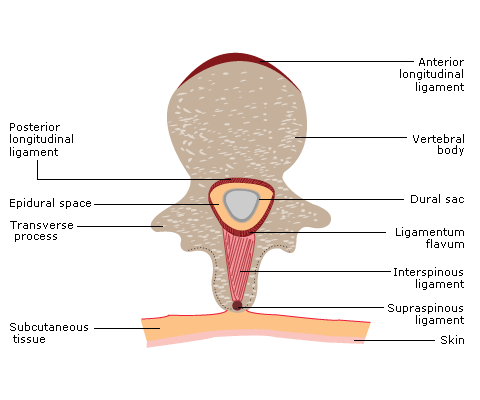 Anterior
longitudinal
ligament
Posterior
longitudinal
ligament
Vertebral
body
Epidural space
Dural sac
Transverse
process
Ligamentum
flavum
Interspinous
ligament
Supraspinous
ligament
Subcutaneous
tissue
Skin